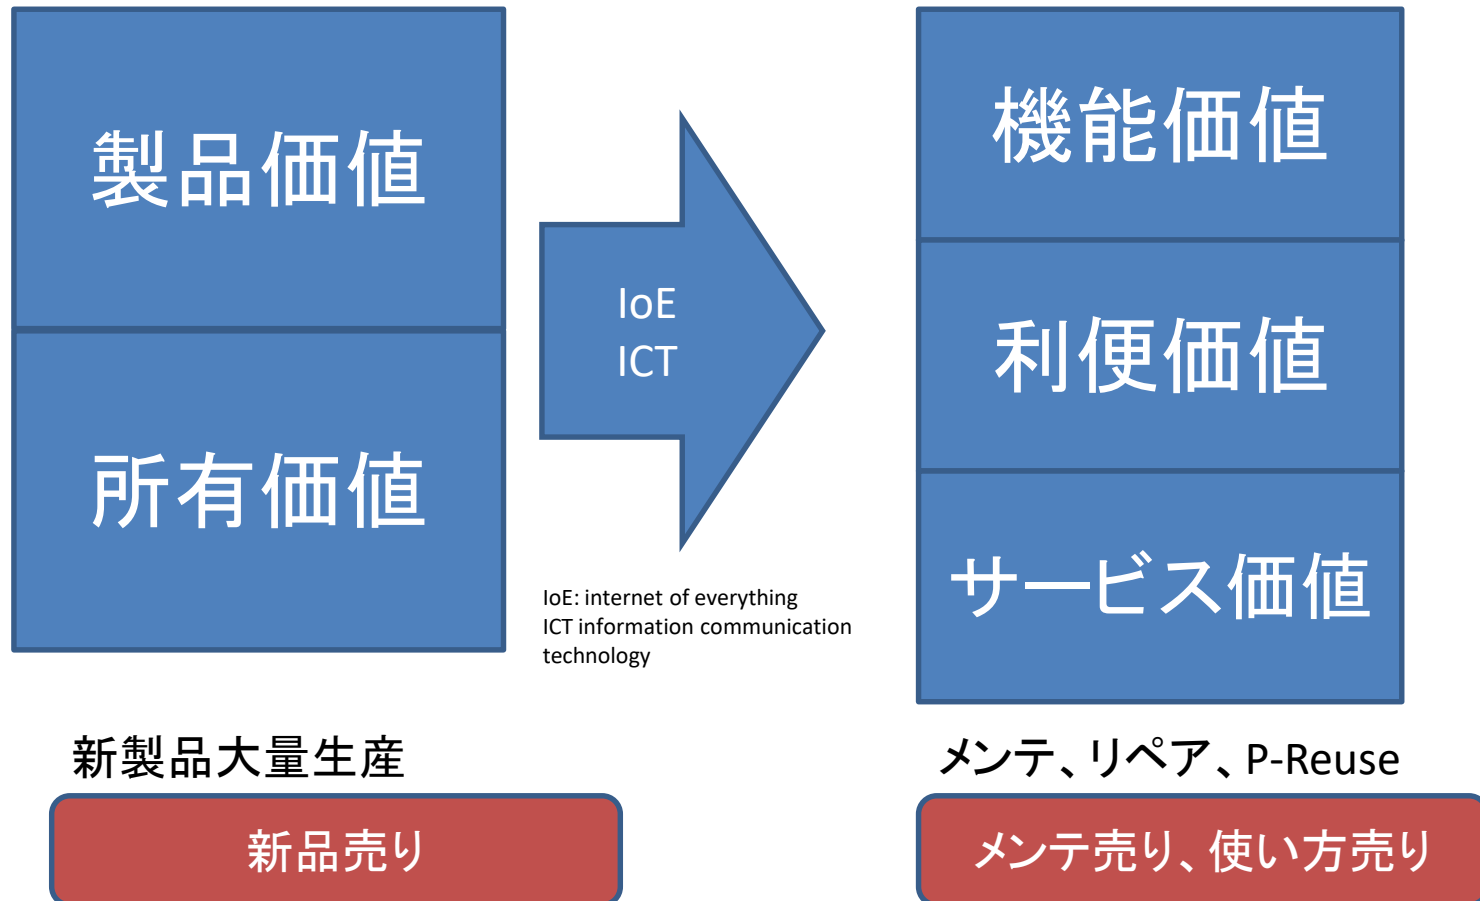 製品価値
所有価値
IoE
ICT
IoE: internet of everything
ICT information communication
technology
機能価値
利便価値
サービス価値
新製品大量生産
新品売り
メンテ、リペア、P-Reuse
メンテ売り、使い方売り